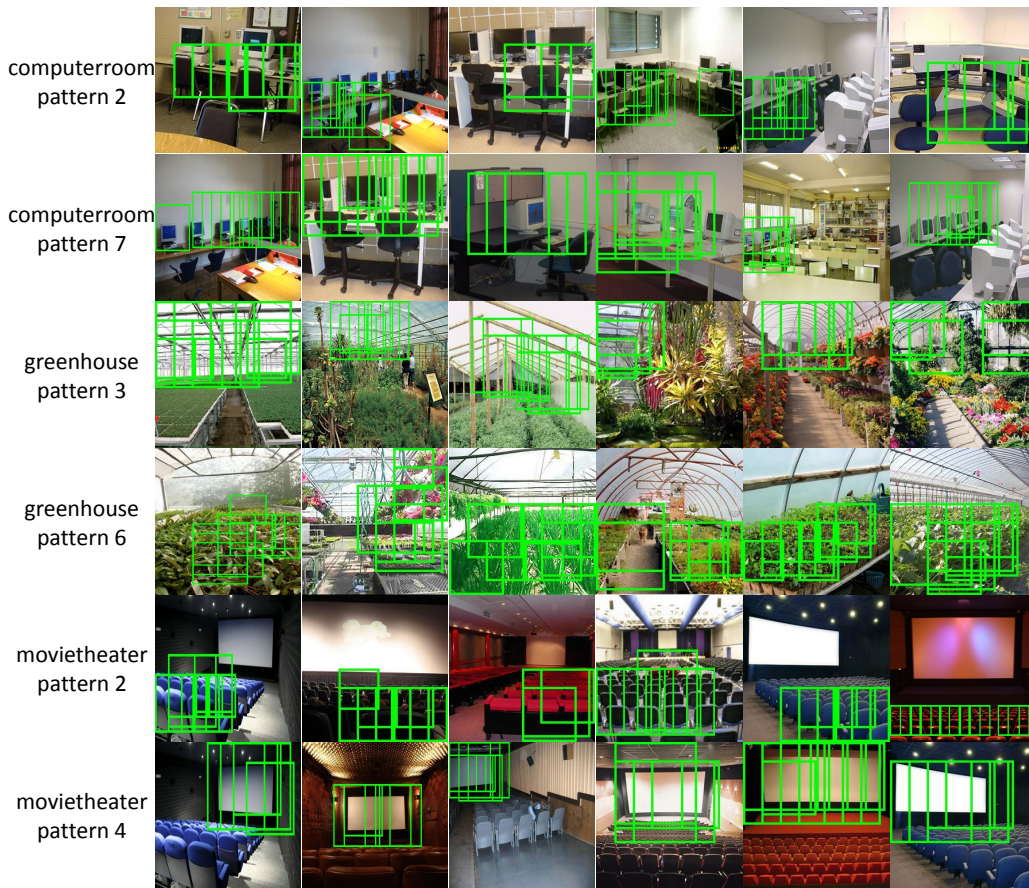 computerroom
pattern 2
computerroom
pattern 7
greenhouse
pattern 3
greenhouse
pattern 6
movietheater
pattern 2
movietheater
pattern 4